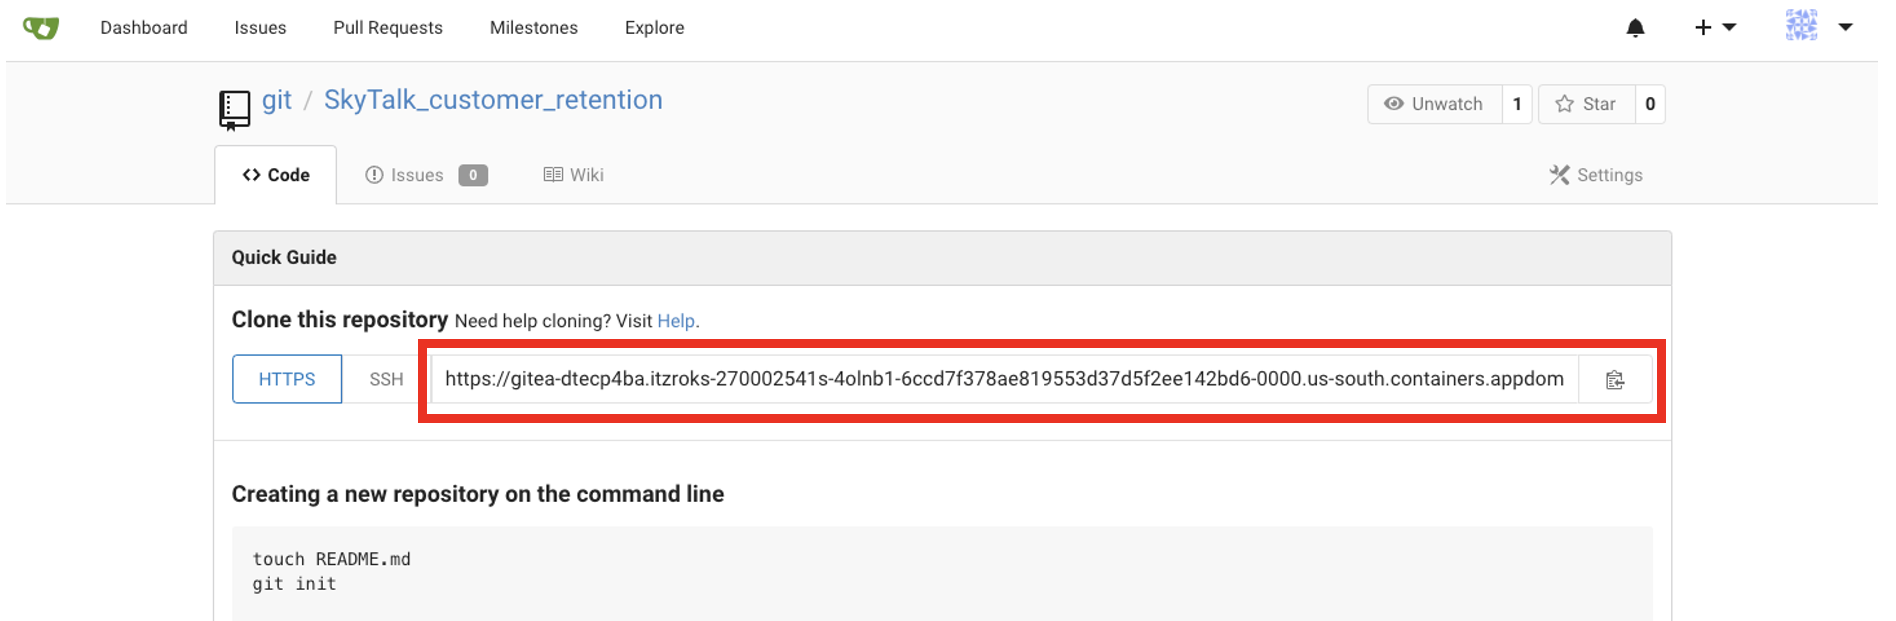 Dashboard Issues Pull Requests Milestones Explore
git / SkyTalk_customer_retention
Unwatch 1 Star 0
Code Issues 0 Wiki Settings
Quick Guide
Clone this repository Need help cloning? Visit Help.
HTTPS SSH https://gitea-dtecp4ba.itzroks-270002541s-4olnb1-6ccd7f378ae819553d37d5f2ee142bd6-0000.us-south.containers.appdom
Creating a new repository on the command line
touch README.md
git init